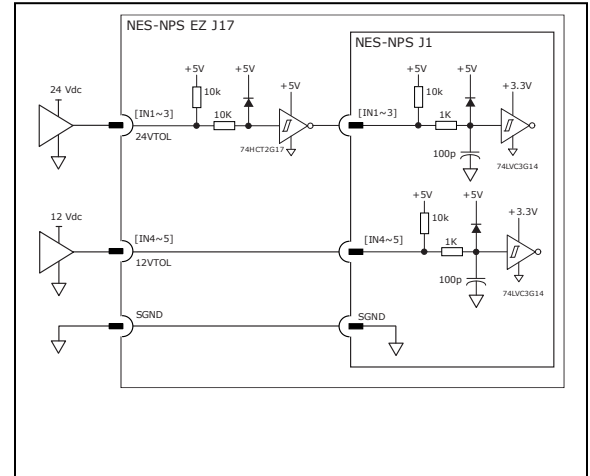 NES-NPS EZ J17
NES-NPS J1
+5V +5V
+5V +5V
24 Vdc
+5V
+3.3V
10k
10k
[IN1~3]
10K
[IN1~3]
1K
24VTOL
74HCT2G17
100p
74LVC3G14
+5V +5V
12 Vdc
+3.3V
10k
[IN4~5]
[IN4~5]
1K
12VTOL
100p
74LVC3G14
SGND
SGND